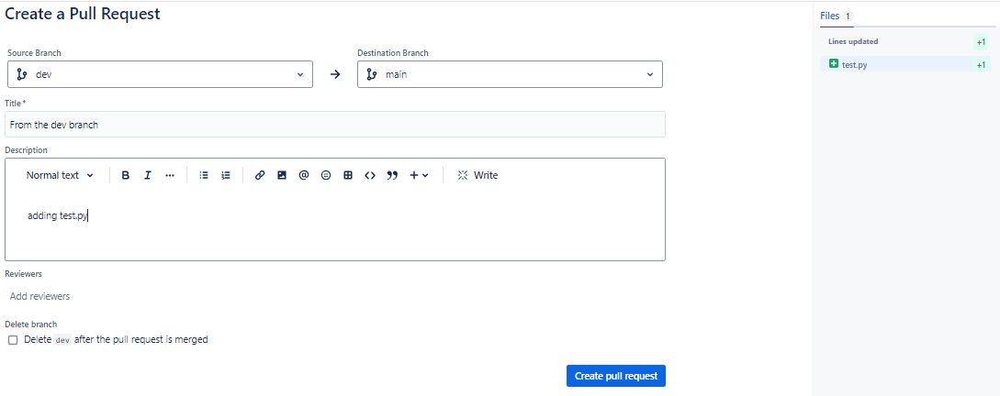 Create a Pull Request
Files 1
Lines updated +1
test.py +1
Source Branch
Destination Branch
dev
main
Title*
From the dev branch
Description
Normal text B I ... @ <> + Write
adding test.py
Reviewers
Add reviewers
Delete branch
Delete dev after the pull request is merged
Create pull request